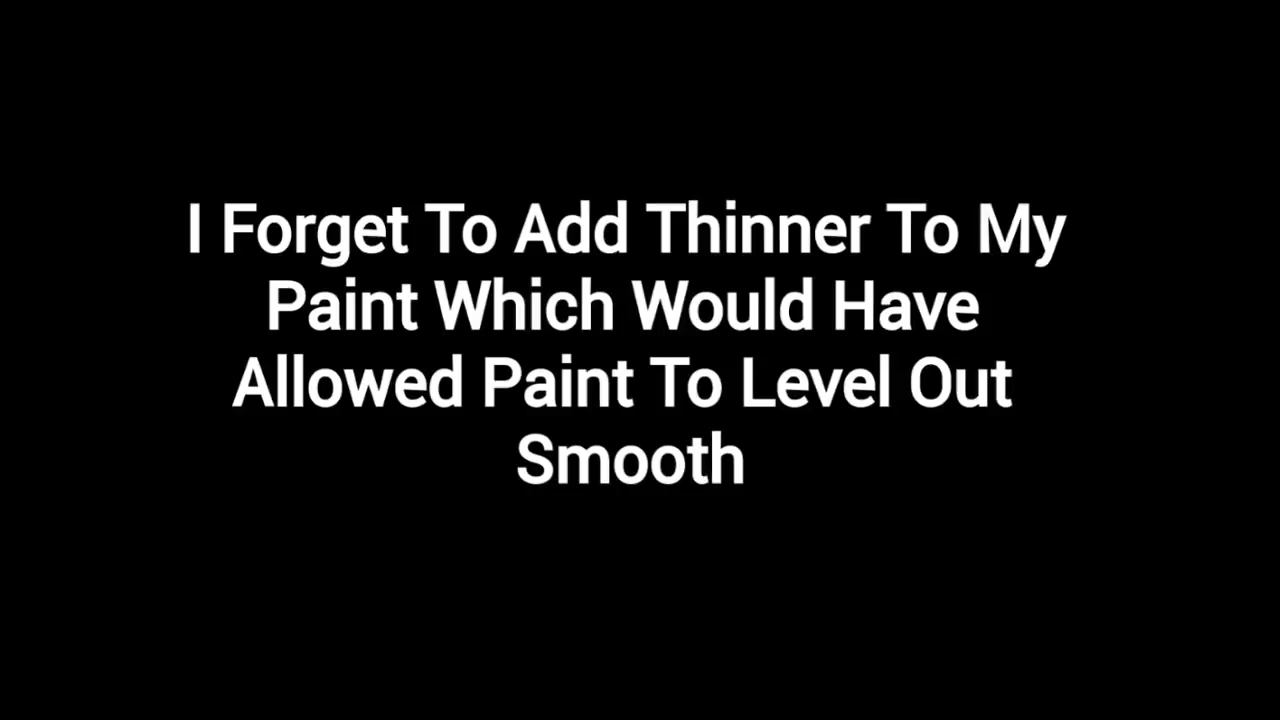 I Forget To Add Thinner To My
Paint Which Would Have
Allowed Paint To Level Out
Smooth